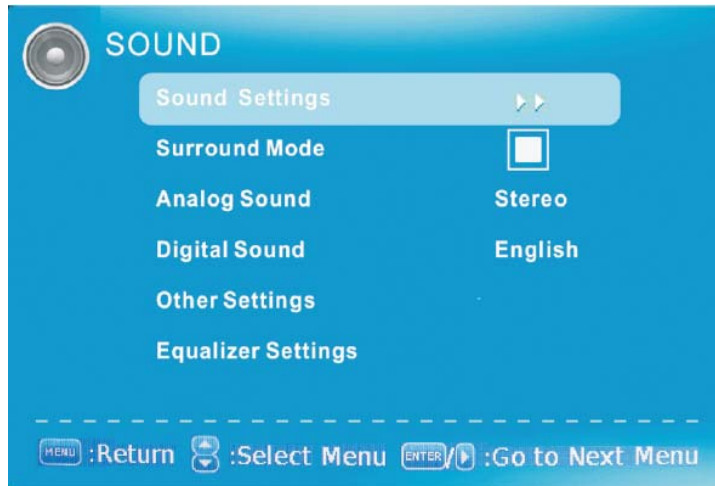 SOUND
Sound Settings
Surround Mode
Analog Sound Stereo
Digital Sound English
Other Settings
Equalizer Settings
MENU :Return :Select Menu ENTER/ :Go to Next Menu